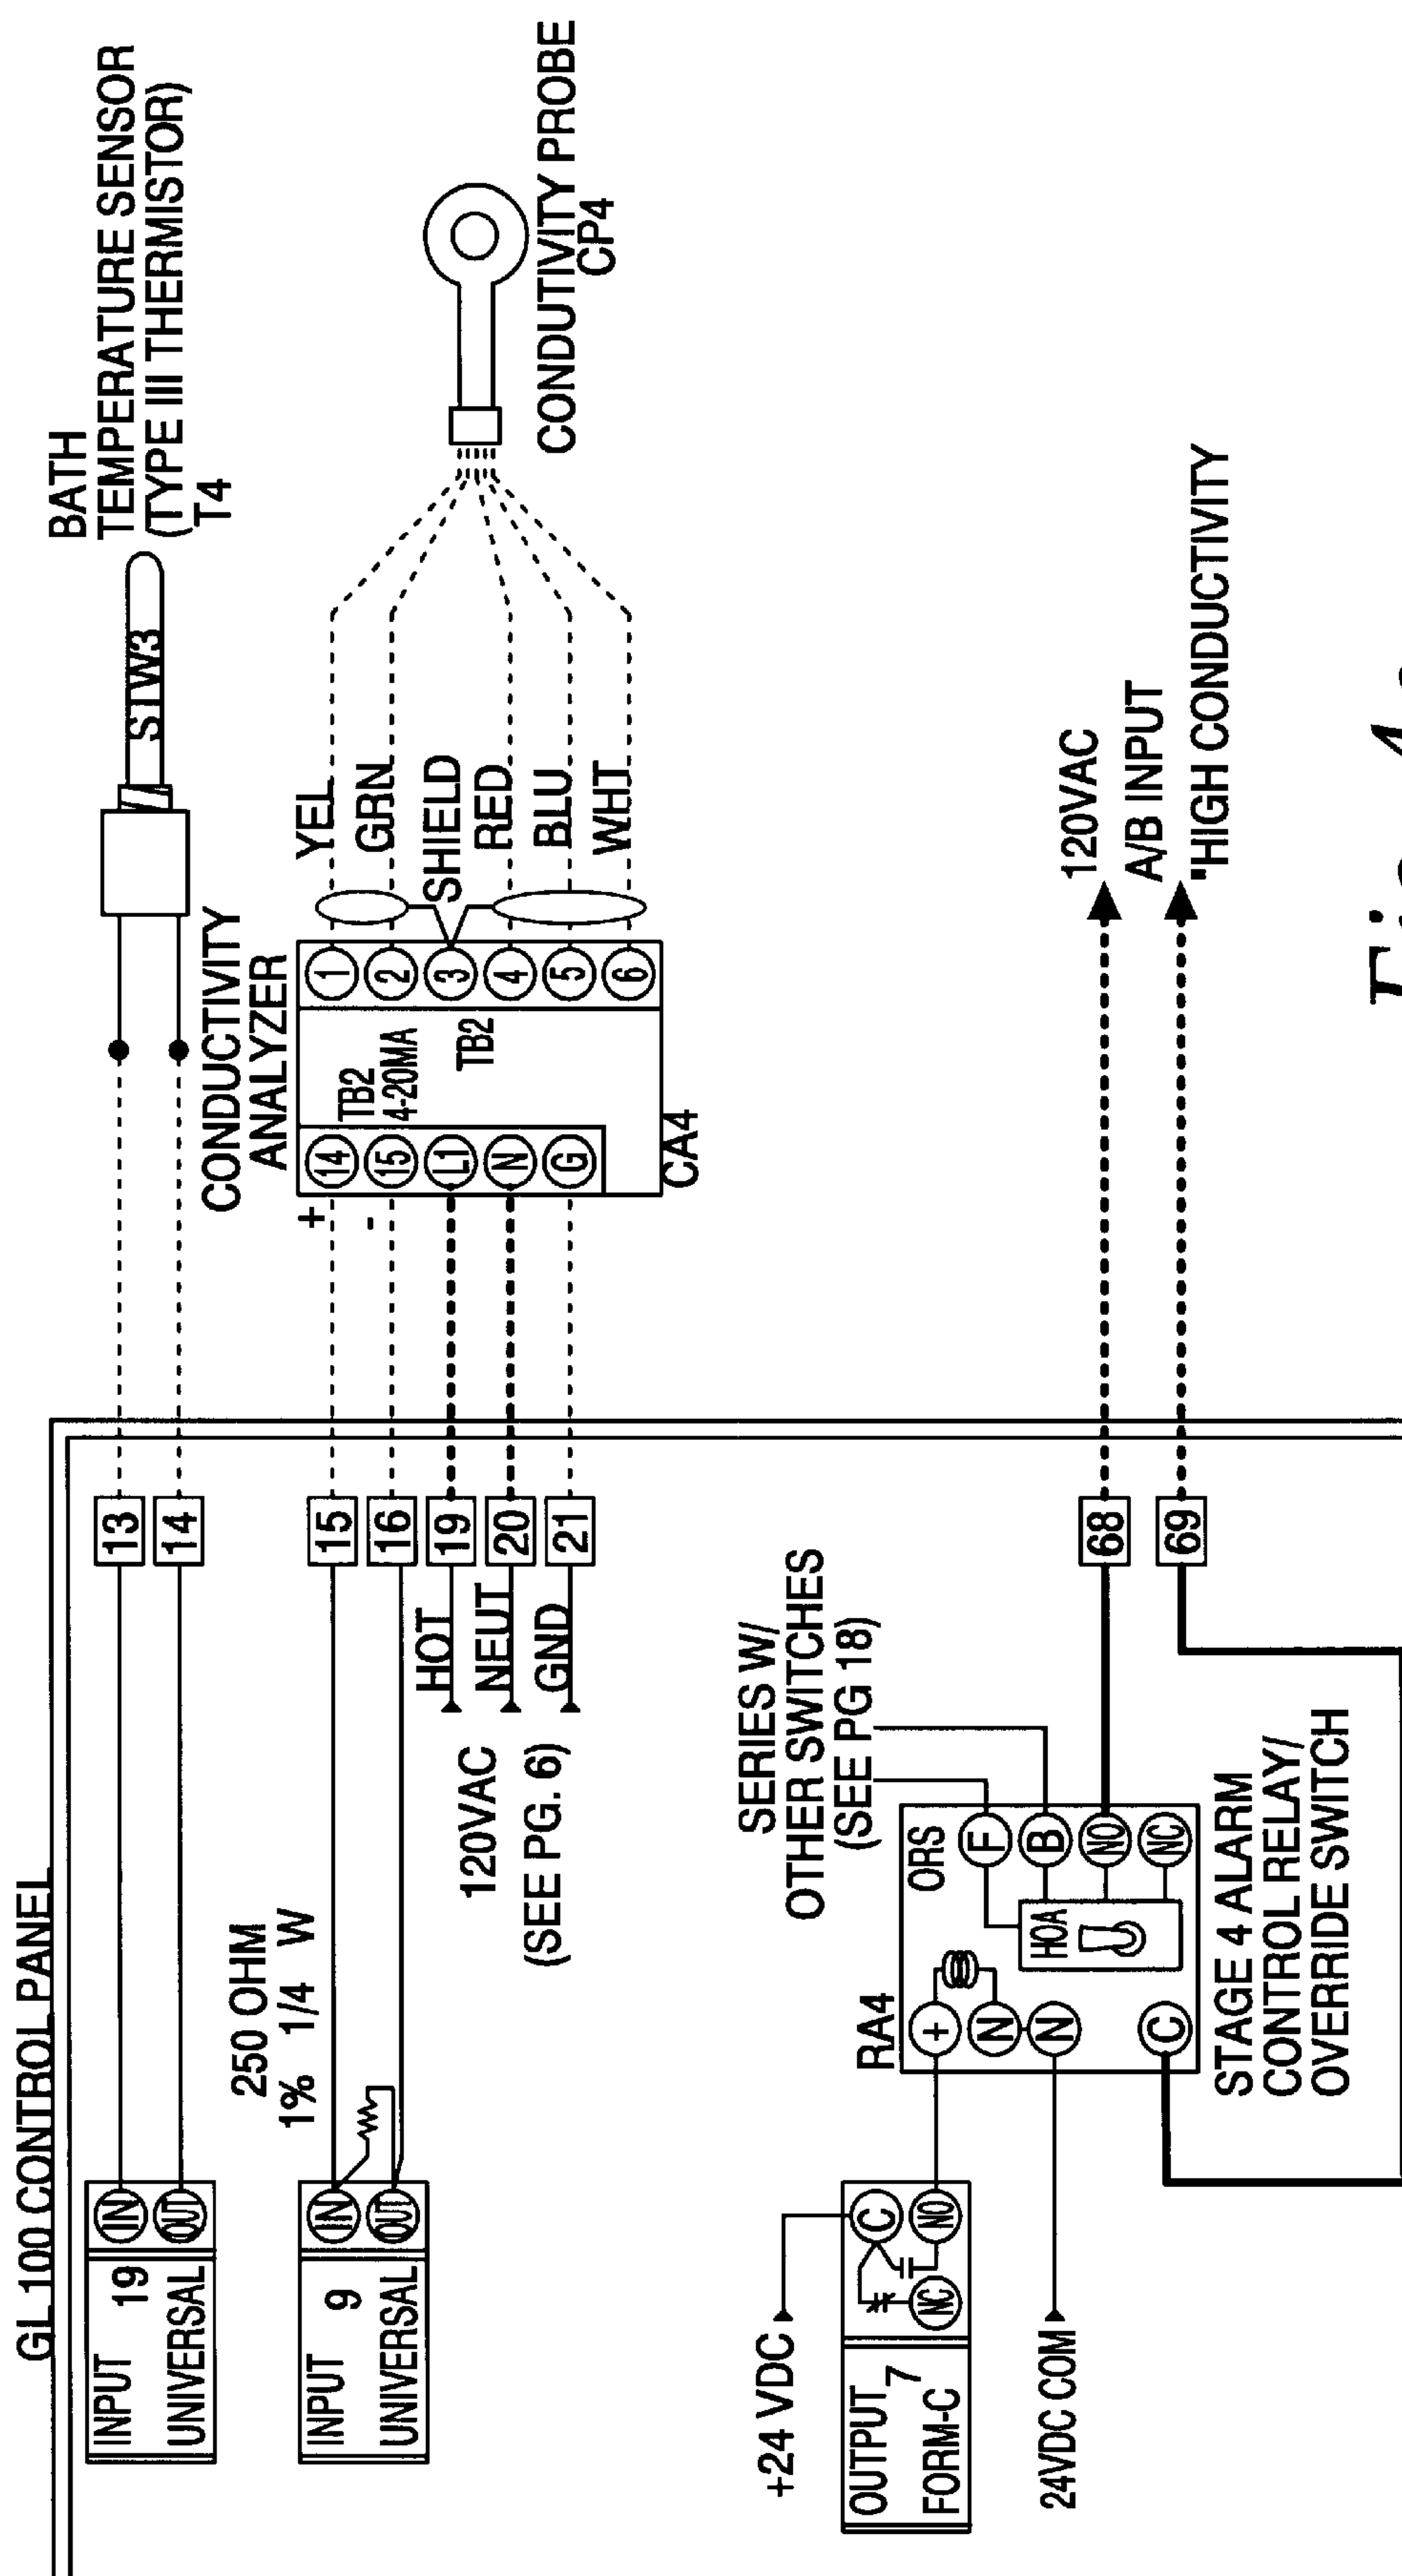 GL 100 CONTROL PANEL
INPUT 19
UNIVERSAL
IN
OUT
13
14
STW3
BATH
TEMPERATURE SENSOR
(TYPE III THERMISTOR)
T4
INPUT 9
UNIVERSAL
IN
OUT
250 OHM
1% 1/4 W
15
16
19
20
21
HOT
NEUT
GND
120VAC
(SEE PG. 6)
+
-
CONDUCTIVITY
ANALYZER
14
15
L1
N
G
TB2
4-20MA
TB2
1
2
3
4
5
6
CA4
YEL
GRN
SHIELD
RED
BLU
WHT
CONDUTIVITY PROBE
CP4
+24 VDC
OUTPUT
7
FORM-C
C
NO
NC
24VDC COM
RA4
ORS
+
N
N
C
HOA
F
B
NO
NC
SERIES W/
OTHER SWITCHES
(SEE PG 18)
STAGE 4 ALARM
CONTROL RELAY/
OVERRIDE SWITCH
68
69
120VAC
A/B INPUT
"HIGH CONDUCTIVITY